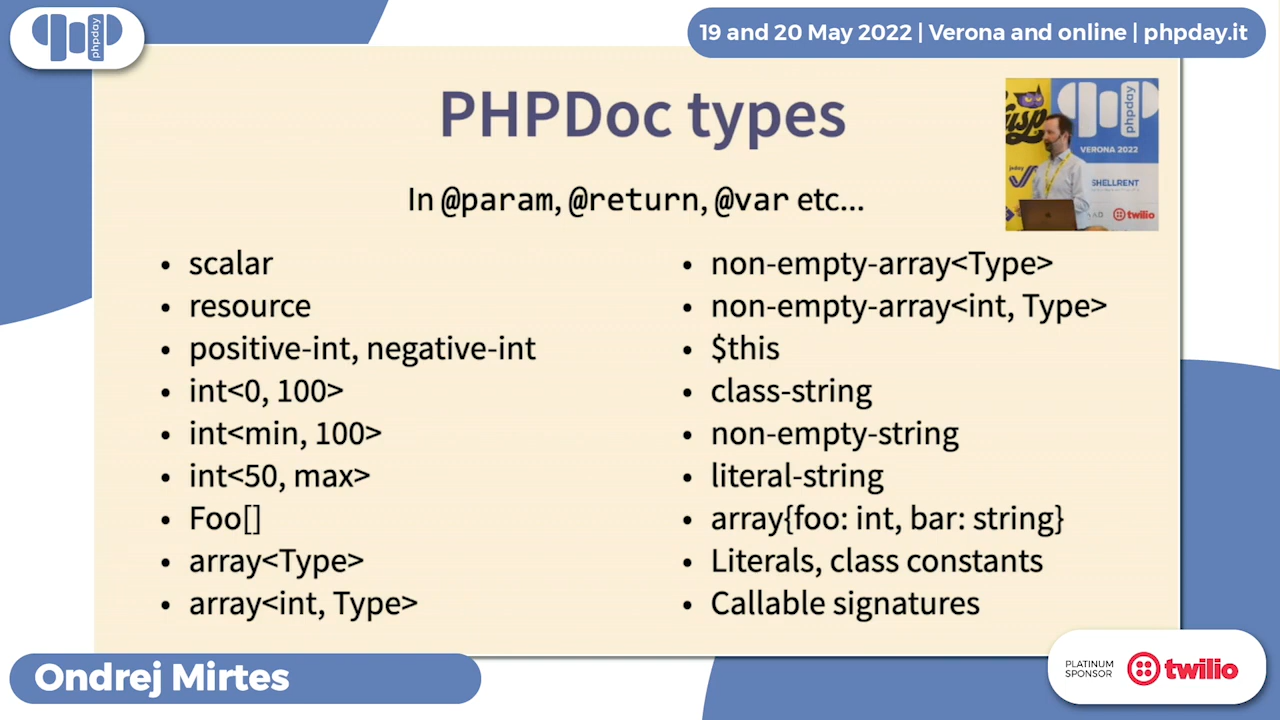 phpday
19 and 20 May 2022 | Verona and online | phpday.it
PHPDoc types
In @param, @return, @var etc...
• scalar
• resource
• positive-int, negative-int
• int<0, 100>
• int<min, 100>
• int<50, max>
• Foo[]
• array<Type>
• array<int, Type>
• non-empty-array<Type>
• non-empty-array<int, Type>
• $this
• class-string
• non-empty-string
• literal-string
• array{foo: int, bar: string}
• Literals, class constants
• Callable signatures
phpday
VERONA 2022
SHELLRENT
twilio
Ondrej Mirtes
PLATINUM
SPONSOR
twilio